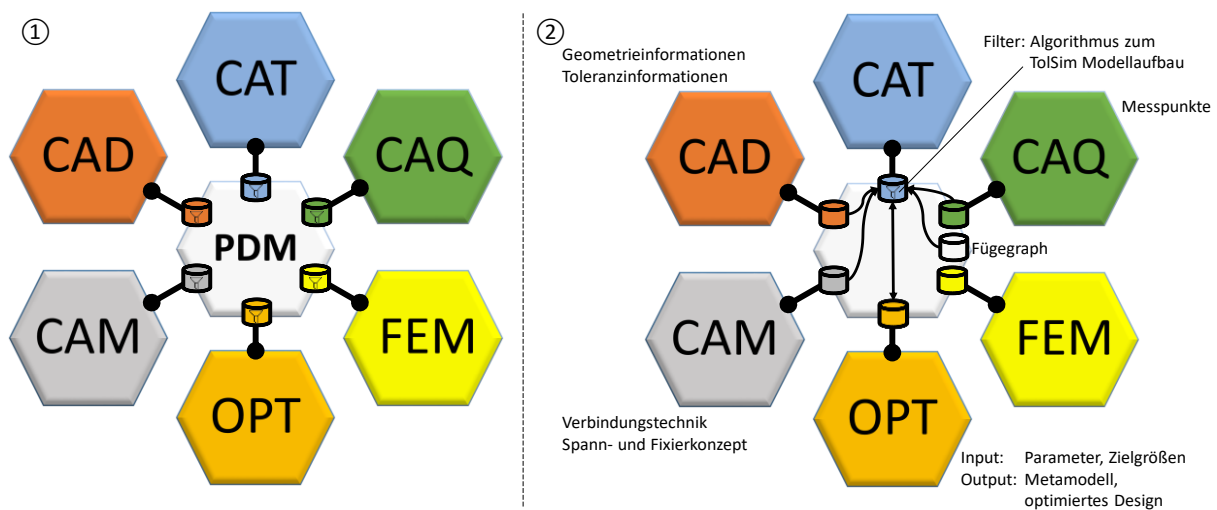 ①
CAT
CAD
CAQ
PDM
CAM
FEM
OPT
②
Geometrieinformationen
Toleranzinformationen
Filter: Algorithmus zum
TolSim Modellaufbau
CAT
Messpunkte
CAD
CAQ
Fügegraph
CAM
FEM
OPT
Verbindungstechnik
Spann- und Fixierkonzept
Input: Parameter, Zielgrößen
Output: Metamodell,
optimiertes Design